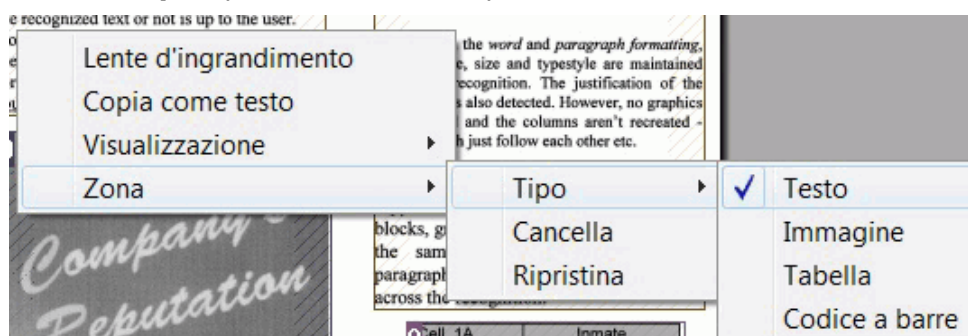 e recognized text or not is up to the user.
the word and paragraph formatting,
e, size and typestyle are maintained
recognition. The justification of the
also detected. However, no graphics
and the columns aren't recreated -
h just follow each other etc.
Lente d'ingrandimento
Copia come testo
Visualizzazione
Zona
Tipo
Cancella
Ripristina
Testo
Immagine
Tabella
Codice a barre
blocks, g
the sam
paragraph
across the
Company's
Reputation
Cell 1A Inmate